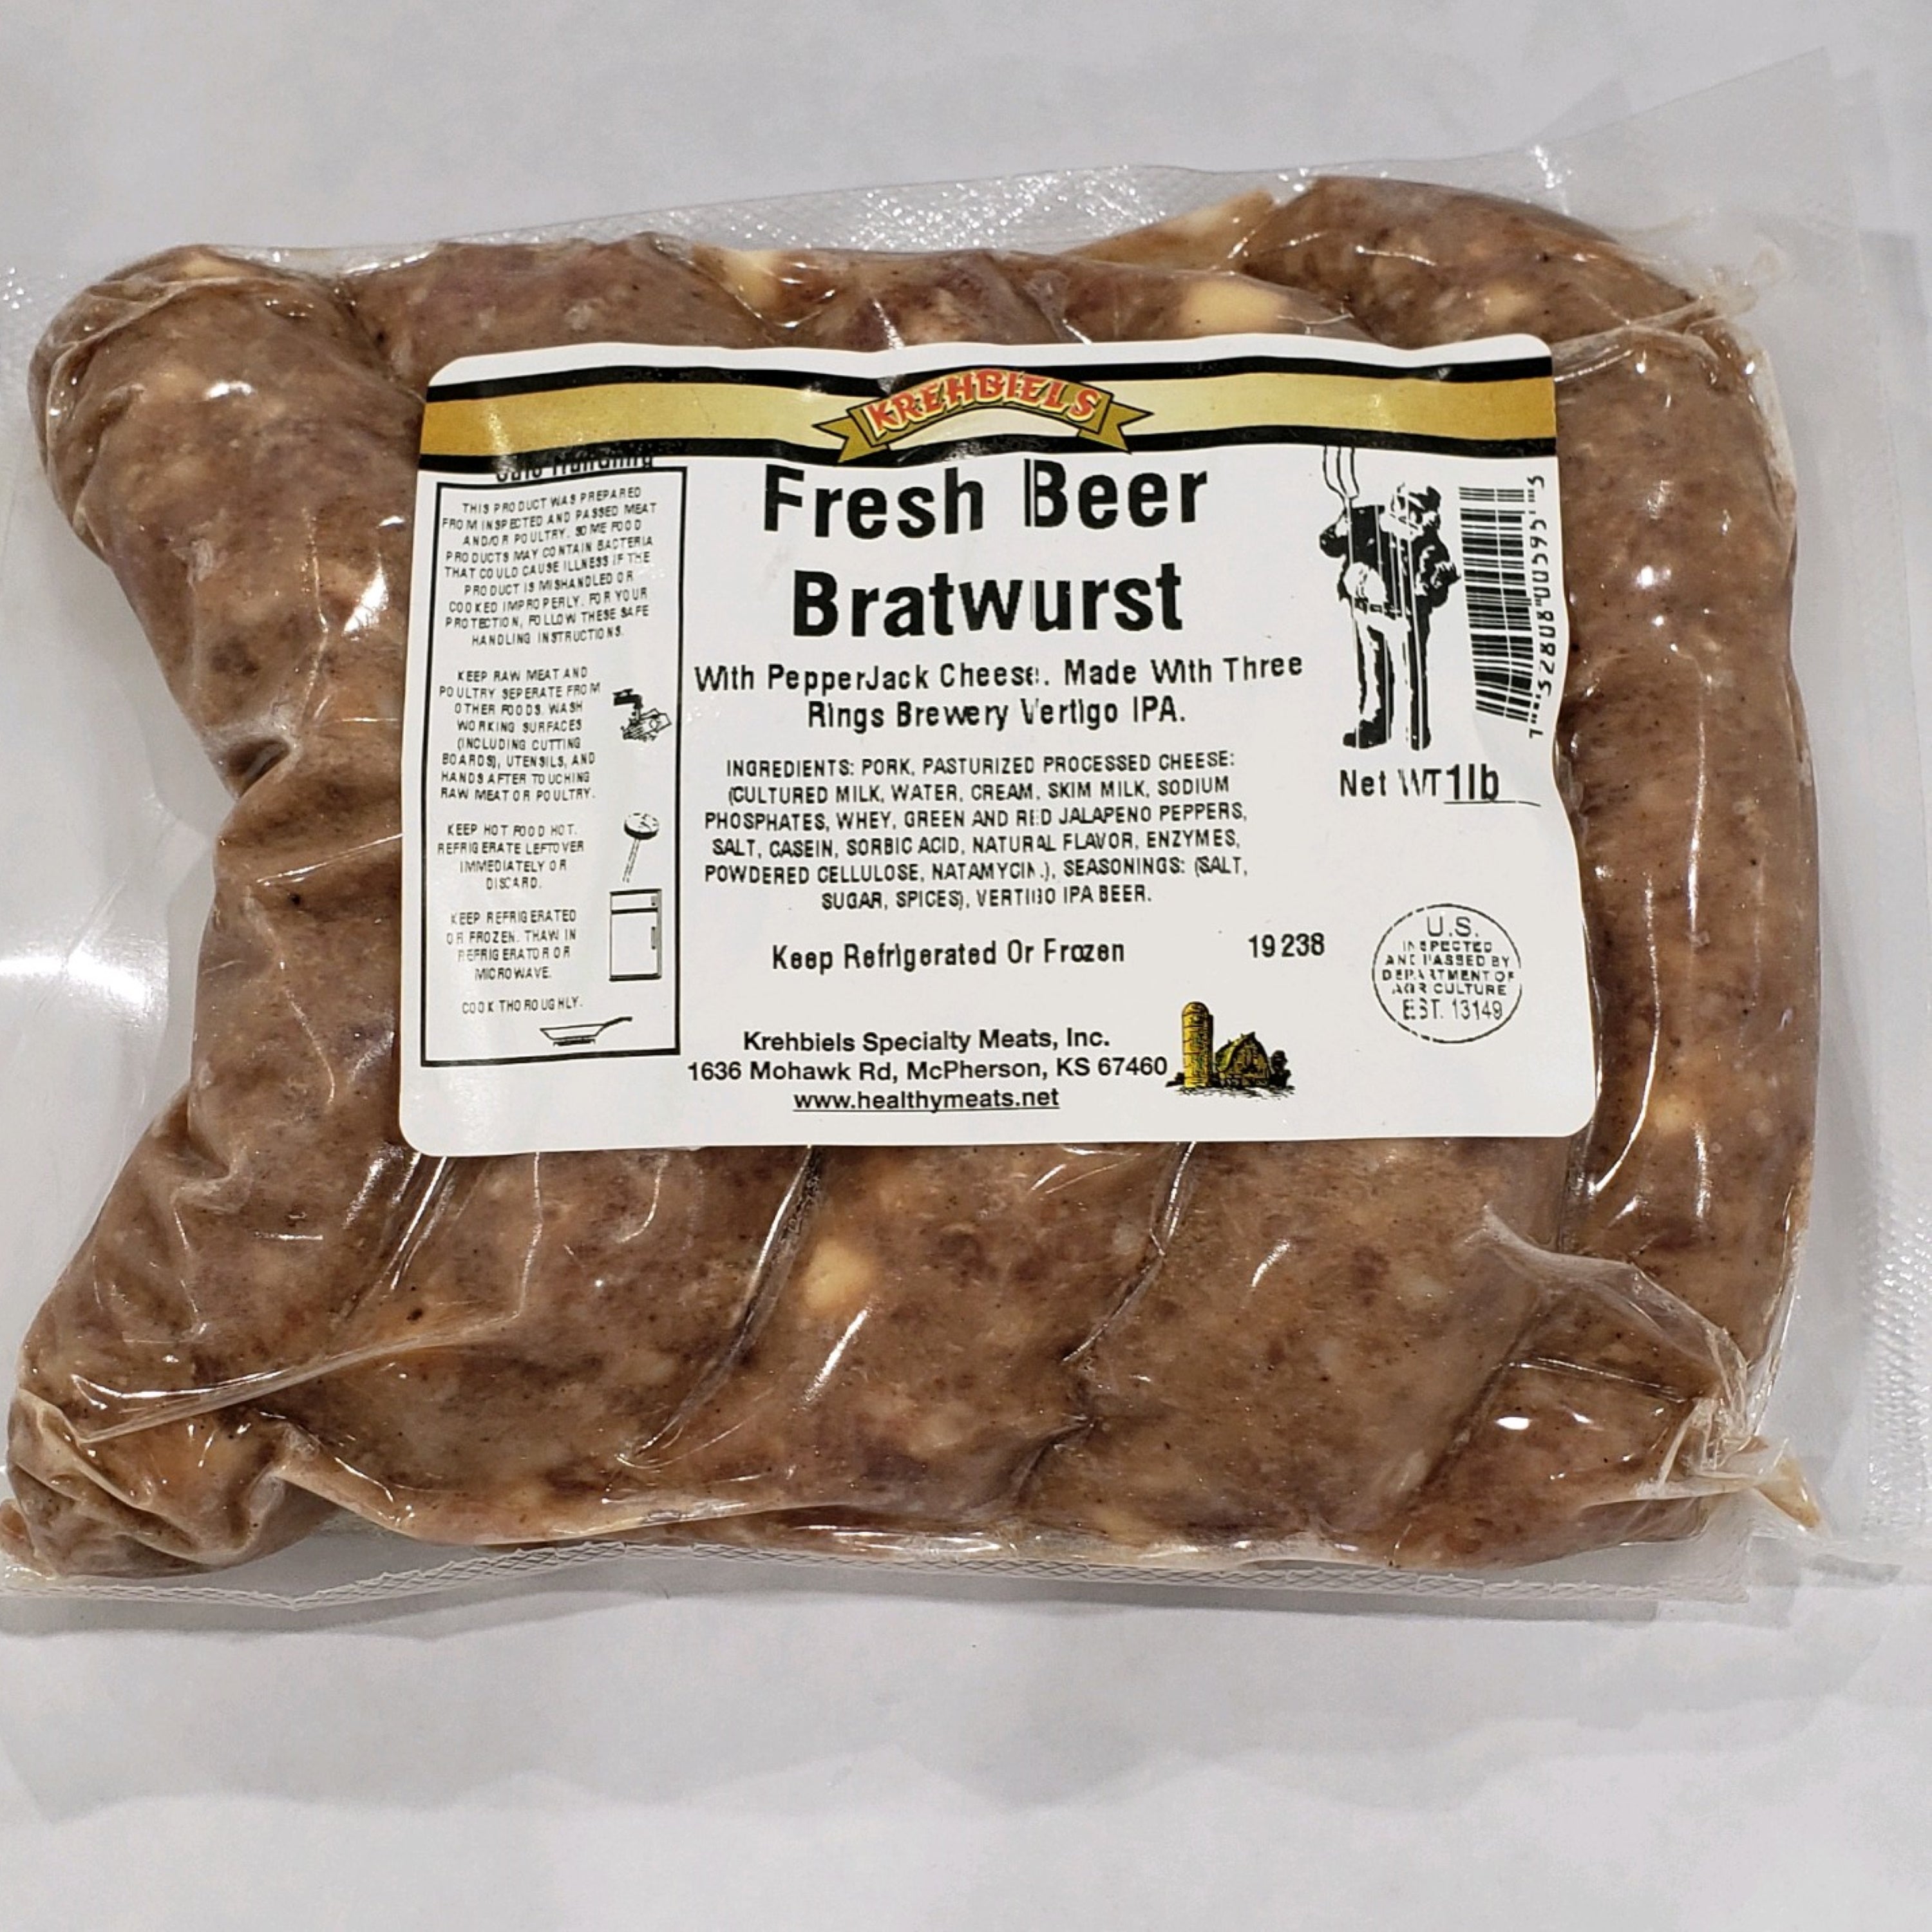 KREHBIELS
Safe Handling
THIS PRODUCT WAS PREPARED
FROM INSPECTED AND PASSED MEAT
AND/OR POULTRY. SOME FOOD
PRODUCTS MAY CONTAIN BACTERIA
THAT COULD CAUSE ILLNESS IF THE
PRODUCT IS MISHANDLED OR
COOKED IMPROPERLY. FOR YOUR
PROTECTION, FOLLOW THESE SAFE
HANDLING INSTRUCTIONS.
KEEP RAW MEAT AND
POULTRY SEPERATE FROM
OTHER FOODS. WASH
WORKING SURFACES
(INCLUDING CUTTING
BOARDS), UTENSILS, AND
HANDS AFTER TOUCHING
RAW MEAT OR POULTRY.
KEEP HOT FOOD HOT.
REFRIGERATE LEFTOVER
IMMEDIATELY OR
DISCARD.
KEEP REFRIGERATED
OR FROZEN. THAW IN
REFRIGERATOR OR
MICROWAVE.
COOK THOROUGHLY.
Fresh Beer
Bratwurst
With PepperJack Cheese. Made With Three
Rings Brewery Vertigo IPA.
INGREDIENTS: PORK, PASTURIZED PROCESSED CHEESE:
(CULTURED MILK, WATER, CREAM, SKIM MILK, SODIUM
PHOSPHATES, WHEY, GREEN AND RED JALAPENO PEPPERS,
SALT, CASEIN, SORBIC ACID, NATURAL FLAVOR, ENZYMES,
POWDERED CELLULOSE, NATAMYCIN.), SEASONINGS: (SALT,
SUGAR, SPICES), VERTIGO IPA BEER.
Keep Refrigerated Or Frozen
19 238
Krehbiels Specialty Meats, Inc.
1636 Mohawk Rd, McPherson, KS 67460
www.healthymeats.net
7 32808 00595 3
Net WT 1lb
U.S.
INSPECTED
AND PASSED BY
DEPARTMENT OF
AGRICULTURE
EST. 13149